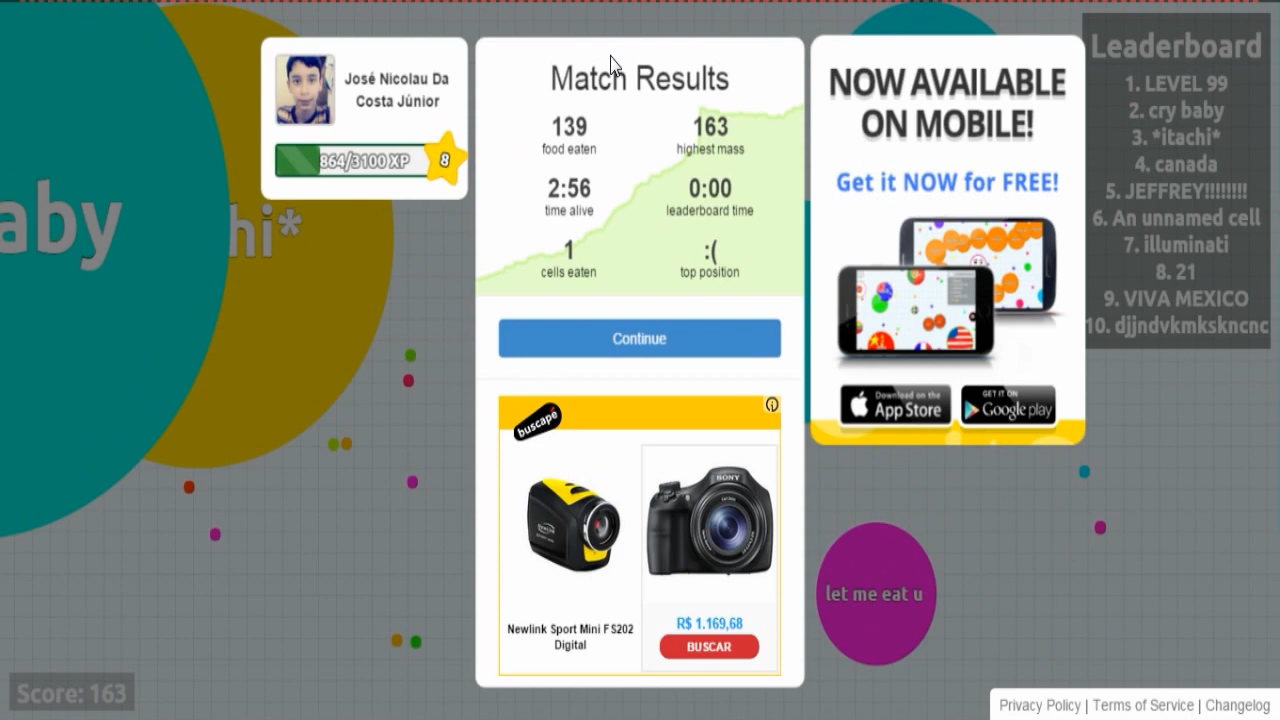 aby
hi*
José Nicolau Da
Costa Júnior
864/3100 XP
8
Match Results
139
food eaten
163
highest mass
2:56
time alive
0:00
leaderboard time
1
cells eaten
:(
top position
Continue
buscapé
SONY
Newlink Sport Mini FS202
Digital
R$ 1.169,68
BUSCAR
NOW AVAILABLE
ON MOBILE!
Get it NOW for FREE!
Download on the
App Store
GET IT ON
Google play
Leaderboard
1. LEVEL 99
2. cry baby
3. *itachi*
4. canada
5. JEFFREY!!!!!!!!
6. An unnamed cell
7. illuminati
8. 21
9. VIVA MEXICO
10. djjndvkmkskncnc
let me eat u
Score: 163
Privacy Policy | Terms of Service | Changelog